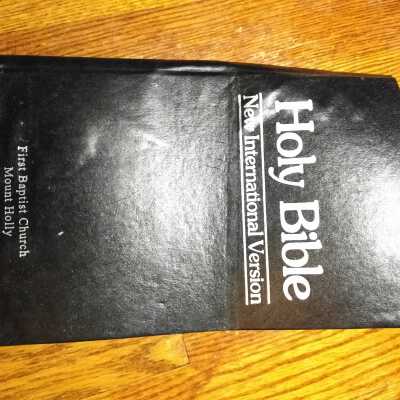 Holy Bible
New International Version
First Baptist Church
Mount Holly